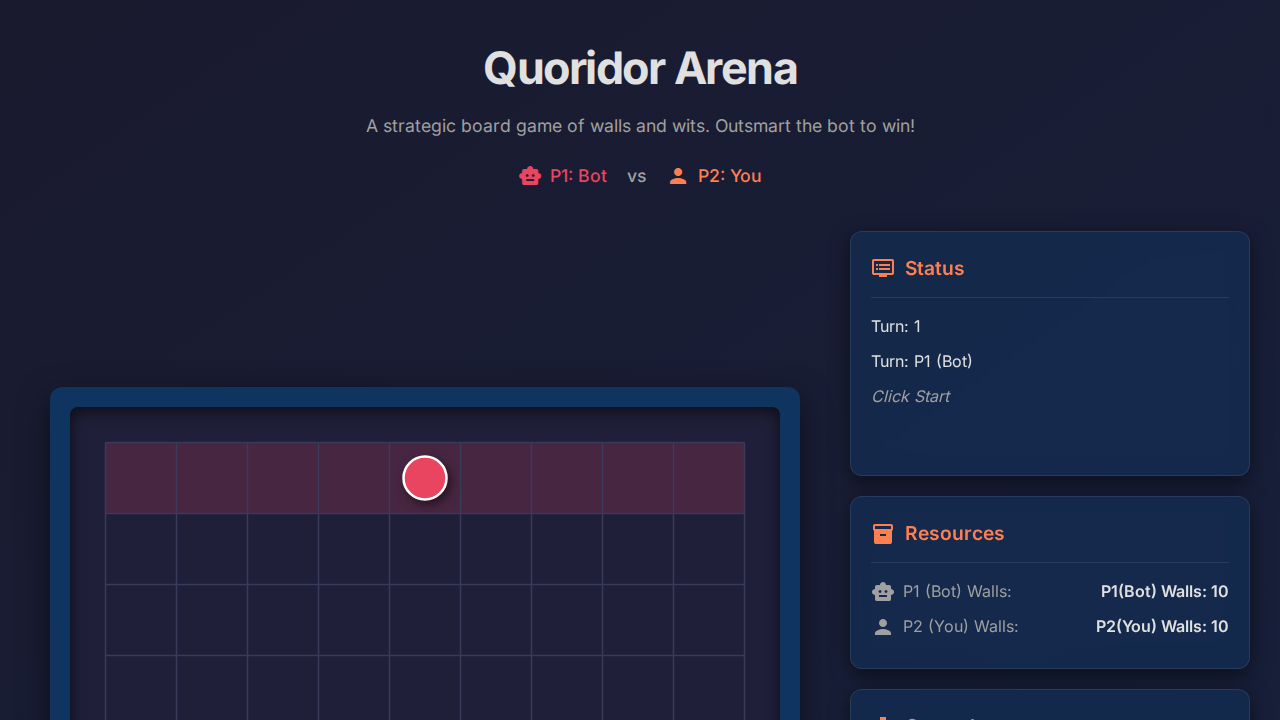 Quoridor Arena
A strategic board game of walls and wits. Outsmart the bot to win!
P1: Bot vs P2: You
Status
Turn: 1
Turn: P1 (Bot)
Click Start
Resources
P1 (Bot) Walls: P1(Bot) Walls: 10
P2 (You) Walls: P2(You) Walls: 10